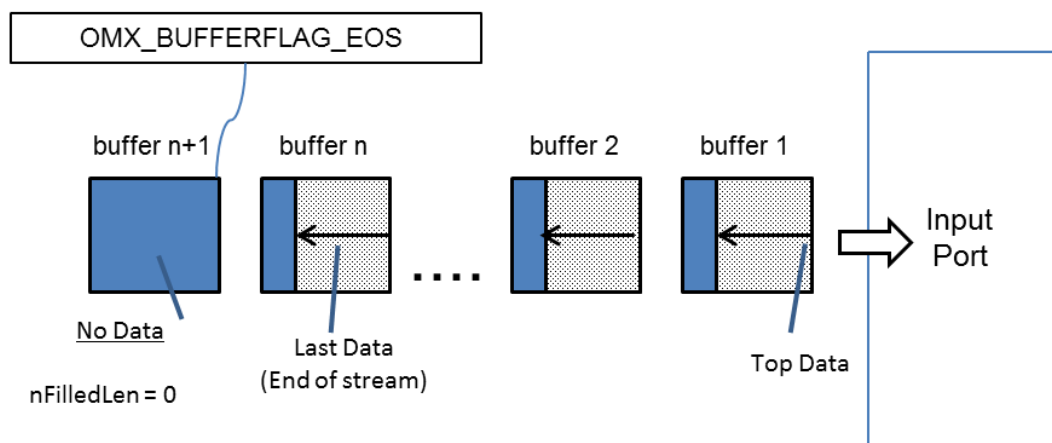 OMX_BUFFERFLAG_EOS
buffer n+1
buffer n
buffer 2
buffer 1
....
Input
Port
No Data
Last Data
(End of stream)
Top Data
nFilledLen = 0